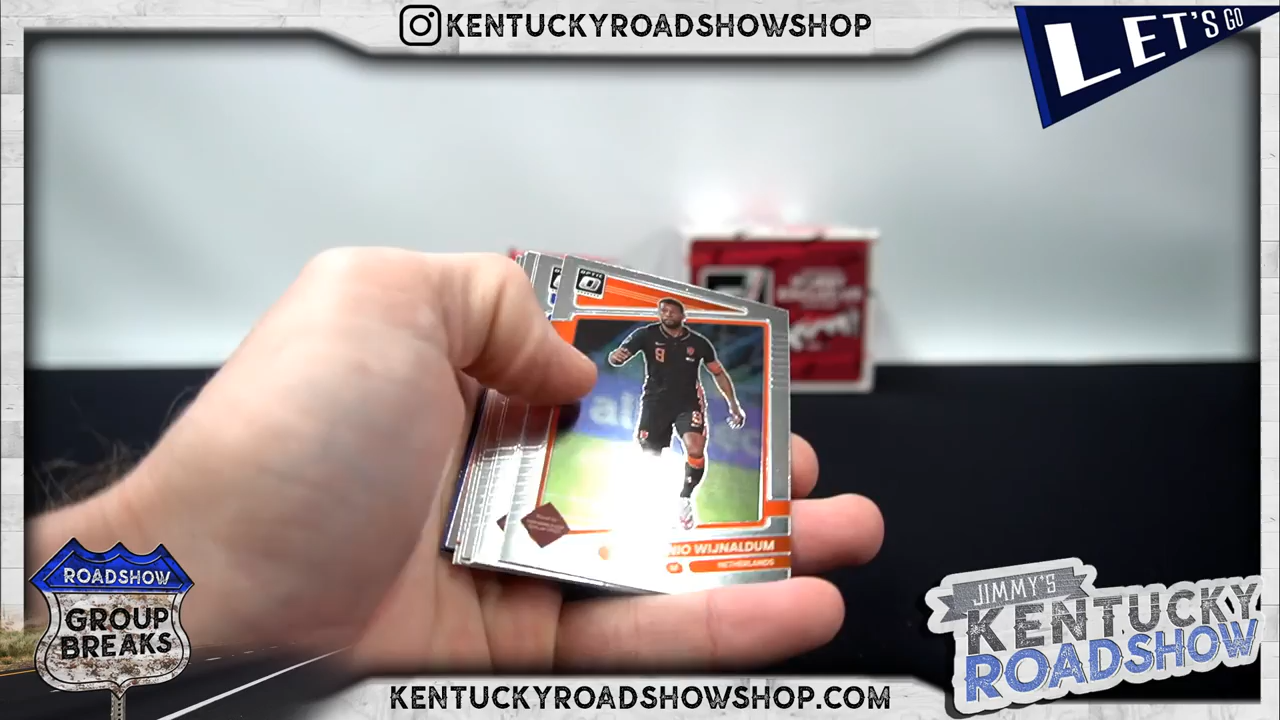 KENTUCKYROADSHOWSHOP
LET'S GO
OPTIC
NIO WIJNALDUM
NETHERLANDS
ROADSHOW
GROUP
BREAKS
JIMMY'S
KENTUCKY
ROADSHOW
KENTUCKYROADSHOWSHOP.COM